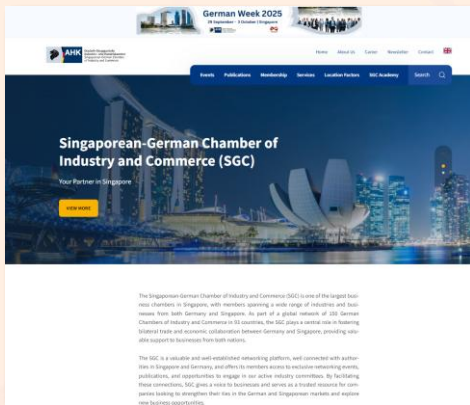 German Week 2025
29 September - 3 October | Singapore
AHK
Home About Us Career Newsletter Contact
Events Publications Membership Services Location Factors SGC Academy Search
Singaporean-German Chamber of
Industry and Commerce (SGC)
Your Partner in Singapore
VIEW MORE
The Singaporean-German Chamber of Industry and Commerce (SGC) is one of the largest busi-
ness chambers in Singapore, with members spanning a wide range of industries and busi-
nesses from both Germany and Singapore. As part of a global network of 150 German
Chambers of Industry and Commerce in 93 countries, the SGC plays a central role in fostering
bilateral trade and economic collaboration between Germany and Singapore, providing valu-
able support to businesses from both nations.
The SGC is a valuable and well-established networking platform, well connected with author-
ities in Singapore and Germany, and offers its members access to exclusive networking events,
publications, and opportunities to engage in our active industry committees. By facilitating
these connections, SGC gives a voice to businesses and serves as a trusted resource for com-
panies looking to strengthen their ties in the German and Singaporean markets and explore
new business opportunities.